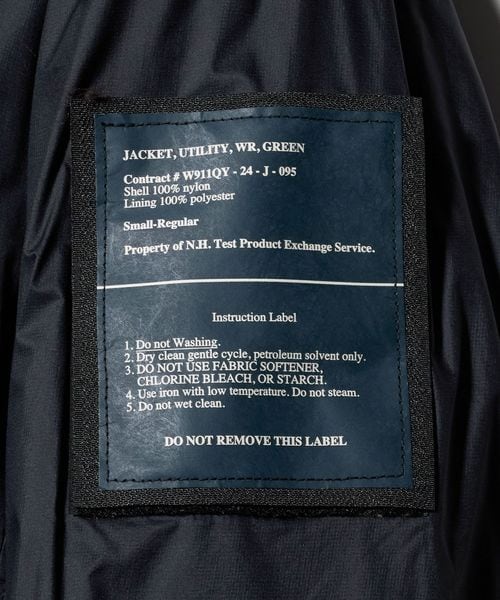 JACKET, UTILITY, WR, GREEN
Contract # W911QY - 24 - J - 095
Shell 100% nylon
Lining 100% polyester
Small-Regular
Property of N.H. Test Product Exchange Service.
Instruction Label
1. Do not Washing.
2. Dry clean gentle cycle, petroleum solvent only.
3. DO NOT USE FABRIC SOFTENER,
CHLORINE BLEACH, OR STARCH.
4. Use iron with low temperature. Do not steam.
5. Do not wet clean.
DO NOT REMOVE THIS LABEL